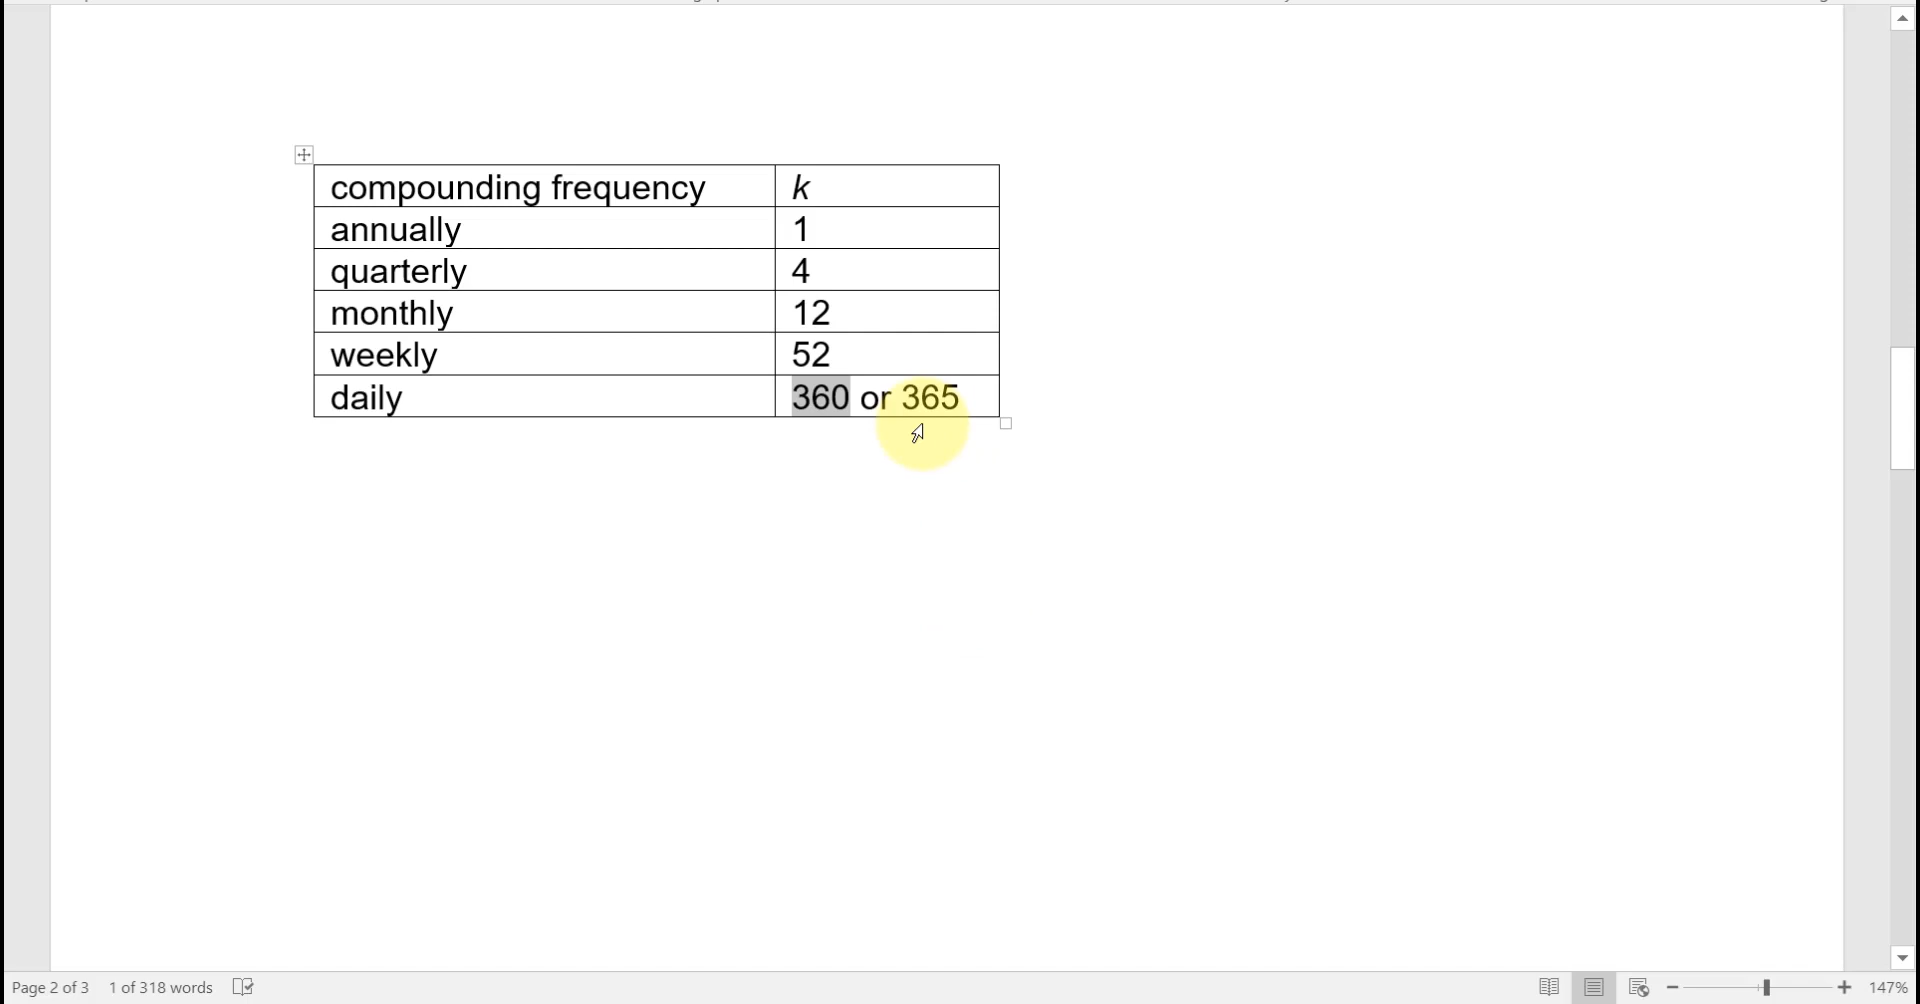 compounding frequency k
annually 1
quarterly 4
monthly 12
weekly 52
daily 360 or 365
Page 2 of 3 1 of 318 words 147%